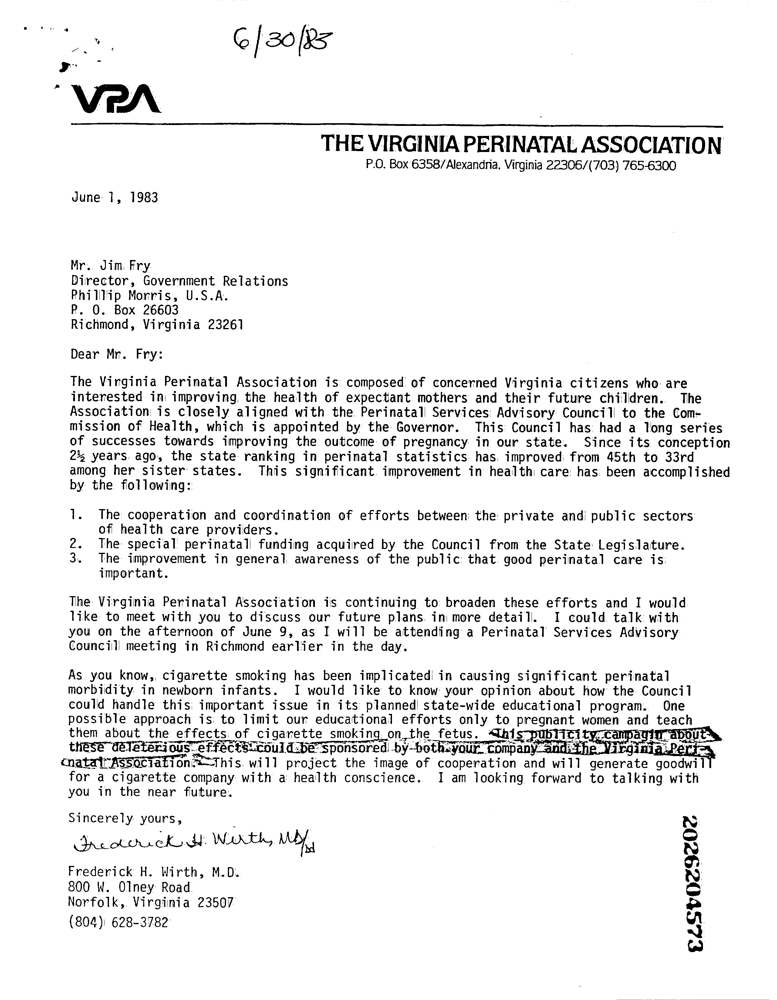 6/30/83
VPA
THE VIRGINIA PERINATAL ASSOCIATION
P.O. Box 6358/Alexandria, Virginia 22306/(703) 765-6300
June 1, 1983
Mr. Jim Fry
Director, Government Relations
Phillip Morris, U.S.A.
P. O. Box 26603
Richmond, Virginia 23261
Dear Mr. Fry:
The Virginia Perinatal Association is composed of concerned Virginia citizens who are
interested in improving the health of expectant mothers and their future children. The
Association is closely aligned with the Perinatal Services Advisory Council to the Com-
mission of Health, which is appointed by the Governor. This Council has had a long series
of successes towards improving the outcome of pregnancy in our state. Since its conception
2½ years ago, the state ranking in perinatal statistics has improved from 45th to 33rd
among her sister states. This significant improvement in health care has been accomplished
by the following:
1. The cooperation and coordination of efforts between the private and public sectors
of health care providers.
2. The special perinatal funding acquired by the Council from the State Legislature.
3. The improvement in general awareness of the public that good perinatal care is
important.
The Virginia Perinatal Association is continuing to broaden these efforts and I would
like to meet with you to discuss our future plans in more detail. I could talk with
you on the afternoon of June 9, as I will be attending a Perinatal Services Advisory
Council meeting in Richmond earlier in the day.
As you know, cigarette smoking has been implicated in causing significant perinatal
morbidity in newborn infants. I would like to know your opinion about how the Council
could handle this important issue in its planned state-wide educational program. One
possible approach is to limit our educational efforts only to pregnant women and teach
them about the effects of cigarette smoking on the fetus. This publicity campagin about
these deleterious effects could be sponsored by both your company and the Virginia Peri-
natal Association. This will project the image of cooperation and will generate goodwill
for a cigarette company with a health conscience. I am looking forward to talking with
you in the near future.
Sincerely yours,
Frederick H. Wirth, MD/
Frederick H. Wirth, M.D.
800 W. Olney Road
Norfolk, Virginia 23507
(804) 628-3782
2026204573